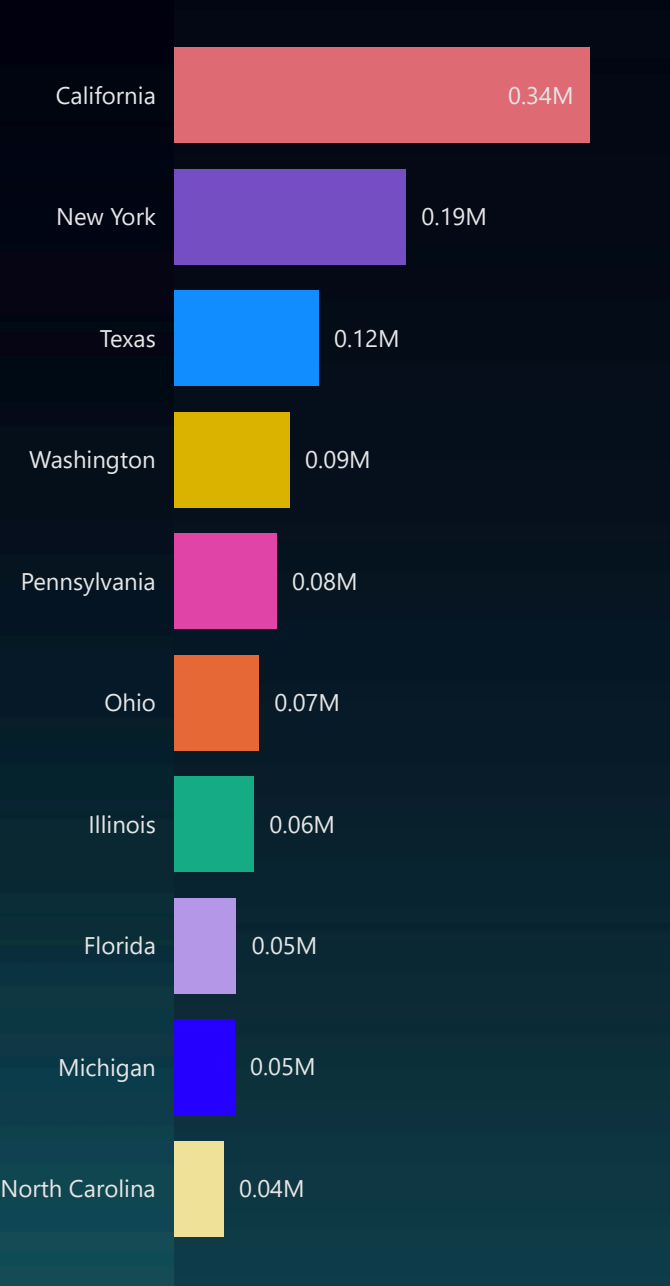 California 0.34M
New York 0.19M
Texas 0.12M
Washington 0.09M
Pennsylvania 0.08M
Ohio 0.07M
Illinois 0.06M
Florida 0.05M
Michigan 0.05M
North Carolina 0.04M